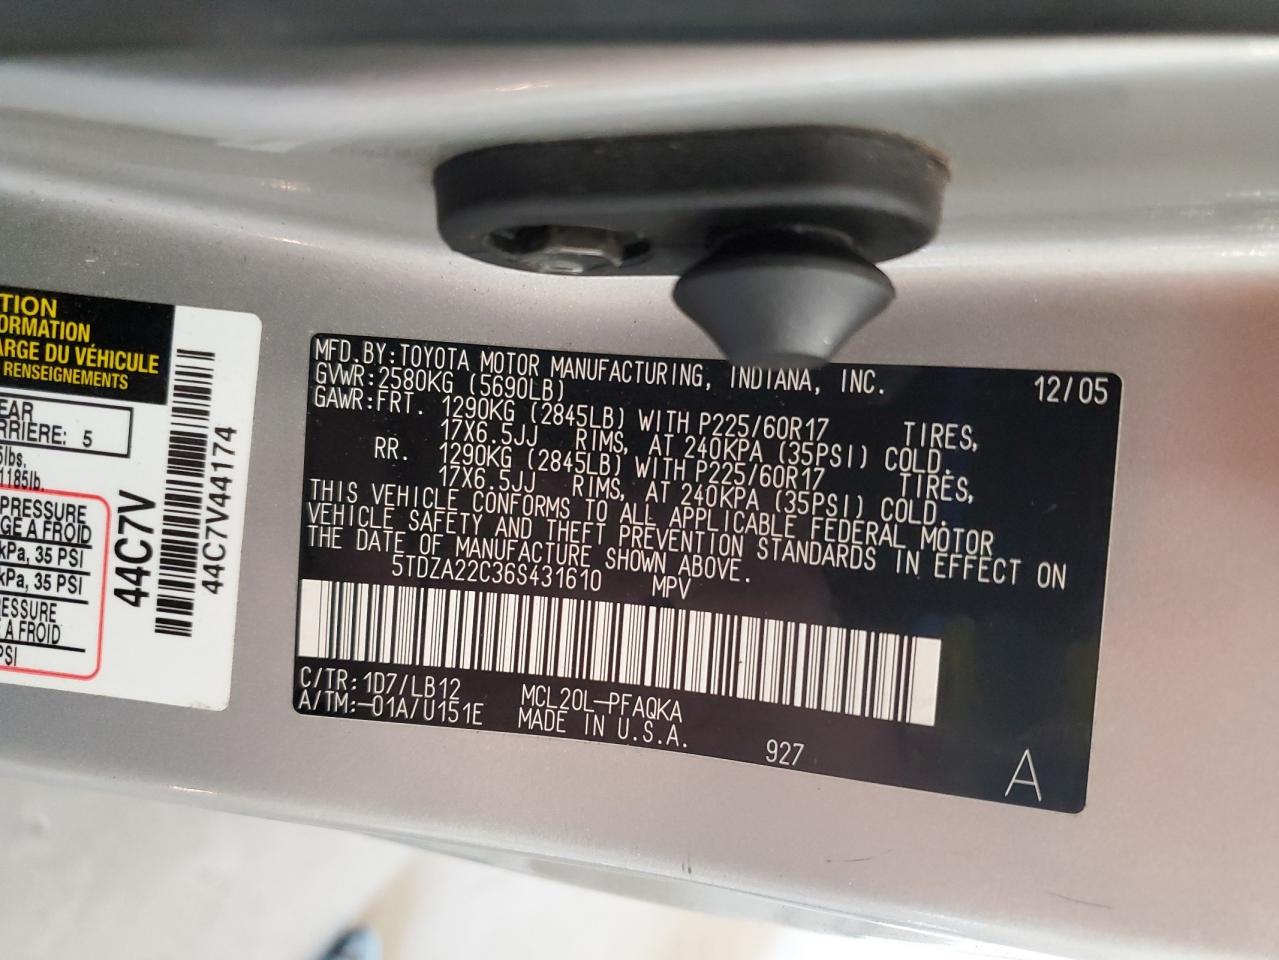 TION
ORMATION.
ARGE DU VÉHICULE
RENSEIGNEMENTS
EAR
RRIÈRE: 5
lbs.
1185lb.
PRESSURE
GE A FROID
kPa, 35 PSI
kPa, 35 PSI
ESSURE
E A FROID
PSI
44C7V
44C7V44174
MFD.BY:TOYOTA MOTOR MANUFACTURING, INDIANA, INC. 12/05
GVWR:2580KG (5690LB)
GAWR:FRT. 1290KG (2845LB) WITH P225/60R17 TIRES,
17X6.5JJ RIMS, AT 240KPA (35PSI) COLD.
RR. 1290KG (2845LB) WITH P225/60R17 TIRES,
17X6.5JJ RIMS, AT 240KPA (35PSI) COLD.
THIS VEHICLE CONFORMS TO ALL APPLICABLE FEDERAL MOTOR
VEHICLE SAFETY AND THEFT PREVENTION STANDARDS IN EFFECT ON
THE DATE OF MANUFACTURE SHOWN ABOVE.
5TDZA22C36S431610 MPV
C/TR:1D7/LB12 MCL20L-PFAQKA
A/TM:-01A/U151E MADE IN U.S.A.
927
A